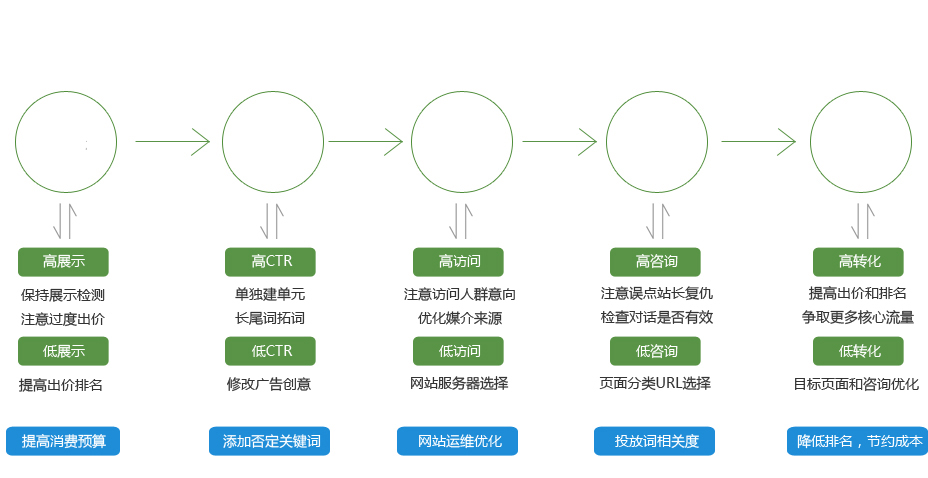 高展示
高CTR
高访问
高咨询
高转化
保持展示检测
注意过度出价
单独建单元
长尾词拓词
注意访问人群意向
优化媒介来源
注意误点站长复仇
检查对话是否有效
提高出价和排名
争取更多核心流量
低展示
低CTR
低访问
低咨询
低转化
提高出价排名
修改广告创意
网站服务器选择
页面分类URL选择
目标页面和咨询优化
提高消费预算
添加否定关键词
网站运维优化
投放词相关度
降低排名，节约成本